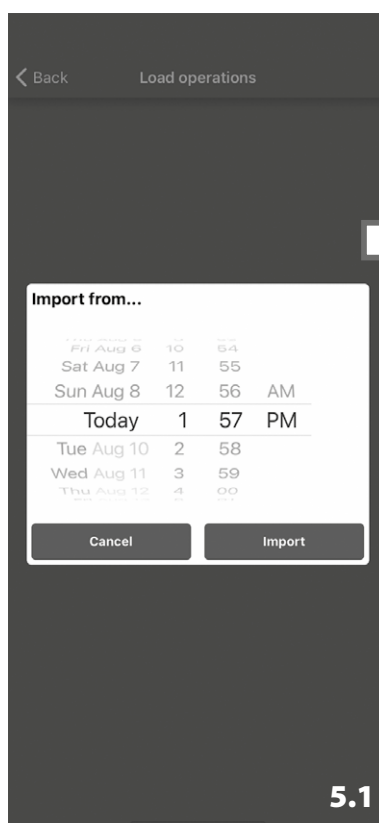 Back Load operations
Import from...
Fri Aug 6 10 54
Sat Aug 7 11 55
Sun Aug 8 12 56 AM
Today 1 57 PM
Tue Aug 10 2 58
Wed Aug 11 3 59
Thu Aug 12 4 00
Cancel Import
5.1